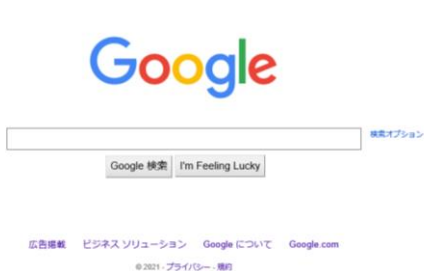 Google
検索オプション
Google 検索 I'm Feeling Lucky
広告掲載 ビジネス ソリューション Google について Google.com
© 2021 - プライバシー - 規約